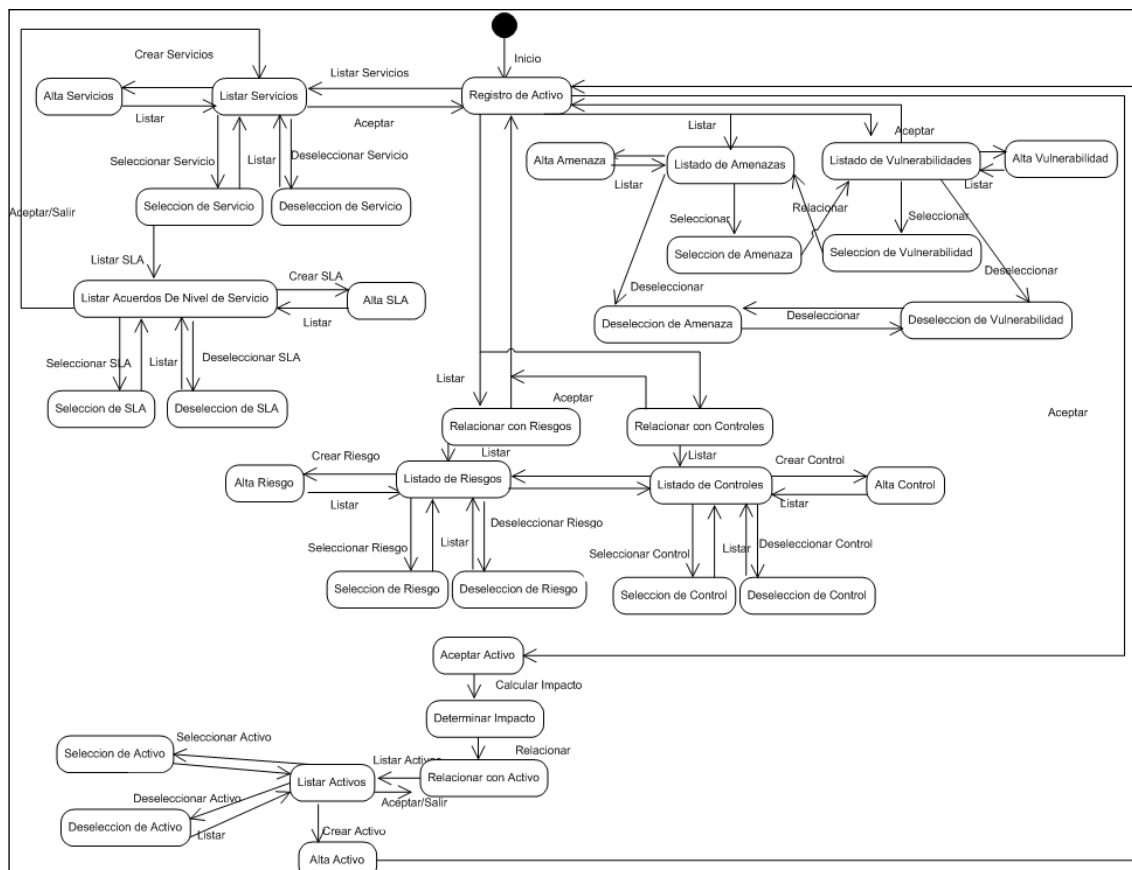 Inicio
Crear Servicios
Listar Servicios
Alta Servicios
Listar Servicios
Registro de Activo
Listar
Aceptar
Listar
Aceptar
Seleccionar Servicio
Listar
Deseleccionar Servicio
Alta Amenaza
Listado de Amenazas
Listado de Vulnerabilidades
Alta Vulnerabilidad
Listar
Listar
Aceptar/Salir
Seleccion de Servicio
Deseleccion de Servicio
Seleccionar
Relacionar
Seleccionar
Seleccion de Amenaza
Seleccion de Vulnerabilidad
Listar SLA
Crear SLA
Deseleccionar
Deseleccionar
Listar Acuerdos De Nivel de Servicio
Alta SLA
Listar
Deseleccion de Amenaza
Deseleccionar
Deseleccion de Vulnerabilidad
Seleccionar SLA
Listar
Deseleccionar SLA
Listar
Aceptar
Seleccion de SLA
Deseleccion de SLA
Aceptar
Relacionar con Riesgos
Relacionar con Controles
Crear Riesgo
Listar
Listar
Crear Control
Alta Riesgo
Listado de Riesgos
Listado de Controles
Alta Control
Listar
Listar
Seleccionar Riesgo
Listar
Deseleccionar Riesgo
Seleccionar Control
Listar
Deseleccionar Control
Seleccion de Riesgo
Deseleccion de Riesgo
Seleccion de Control
Deseleccion de Control
Aceptar Activo
Calcular Impacto
Determinar Impacto
Seleccionar Activo
Relacionar
Seleccion de Activo
Listar Activos
Listar Activos
Relacionar con Activo
Deseleccionar Activo
Aceptar/Salir
Deseleccion de Activo
Listar
Crear Activo
Alta Activo